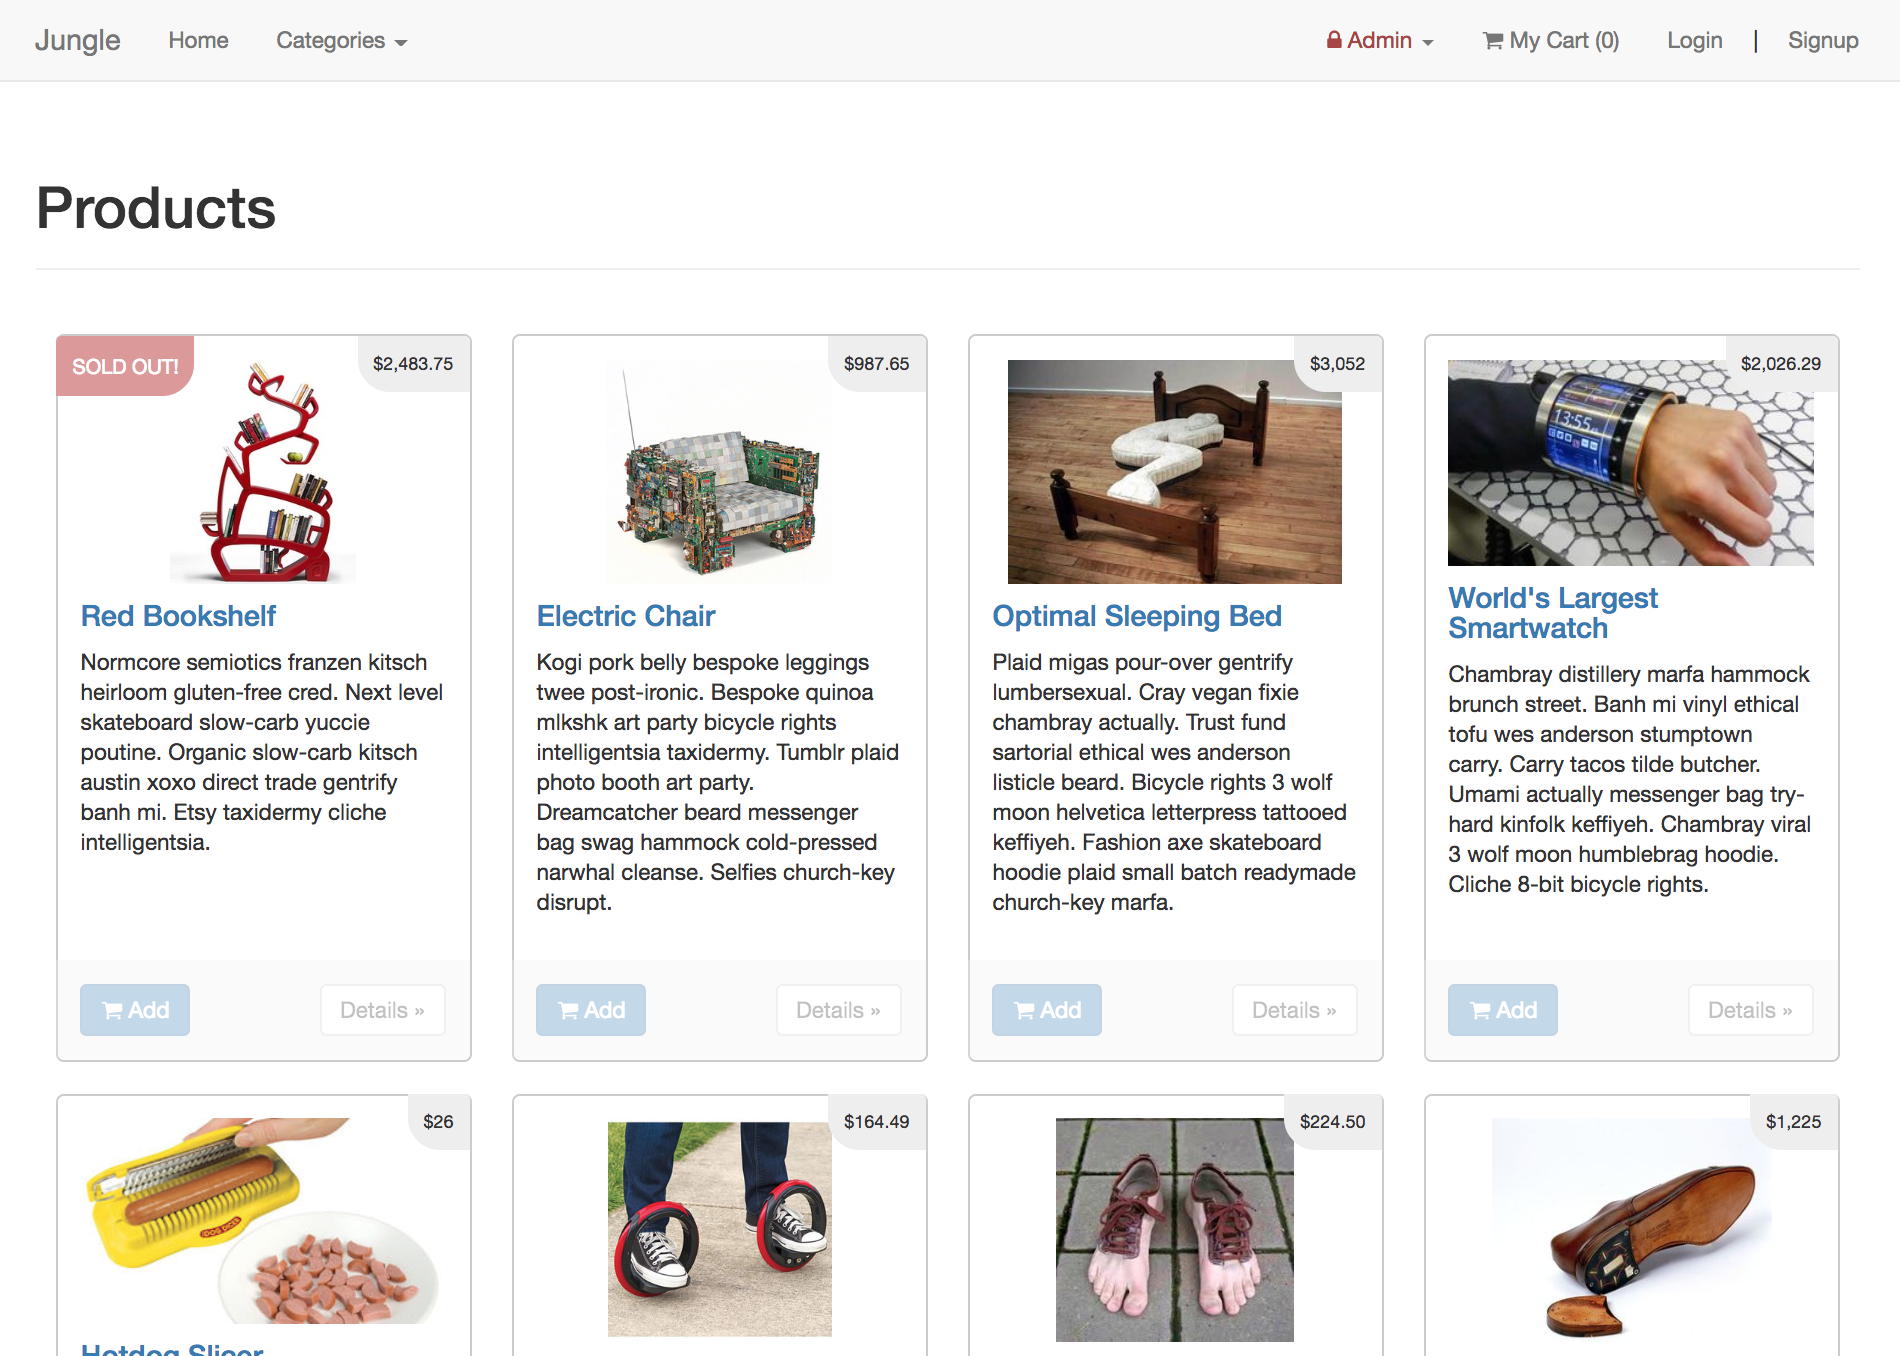 Jungle Home Categories Admin My Cart (0) Login | Signup
Products
SOLD OUT!
$2,483.75
Red Bookshelf
Normcore semiotics franzen kitsch
heirloom gluten-free cred. Next level
skateboard slow-carb yuccie
poutine. Organic slow-carb kitsch
austin xoxo direct trade gentrify
banh mi. Etsy taxidermy cliche
intelligentsia.
Add Details »
$987.65
Electric Chair
Kogi pork belly bespoke leggings
twee post-ironic. Bespoke quinoa
mlkshk art party bicycle rights
intelligentsia taxidermy. Tumblr plaid
photo booth art party.
Dreamcatcher beard messenger
bag swag hammock cold-pressed
narwhal cleanse. Selfies church-key
disrupt.
Add Details »
$3,052
Optimal Sleeping Bed
Plaid migas pour-over gentrify
lumbersexual. Cray vegan fixie
chambray actually. Trust fund
sartorial ethical wes anderson
listicle beard. Bicycle rights 3 wolf
moon helvetica letterpress tattooed
keffiyeh. Fashion axe skateboard
hoodie plaid small batch readymade
church-key marfa.
Add Details »
$2,026.29
13:55
World's Largest
Smartwatch
Chambray distillery marfa hammock
brunch street. Banh mi vinyl ethical
tofu wes anderson stumptown
carry. Carry tacos tilde butcher.
Umami actually messenger bag try-
hard kinfolk keffiyeh. Chambray viral
3 wolf moon humblebrag hoodie.
Cliche 8-bit bicycle rights.
Add Details »
$26
Hotdog Slicer
$164.49
$224.50
$1,225